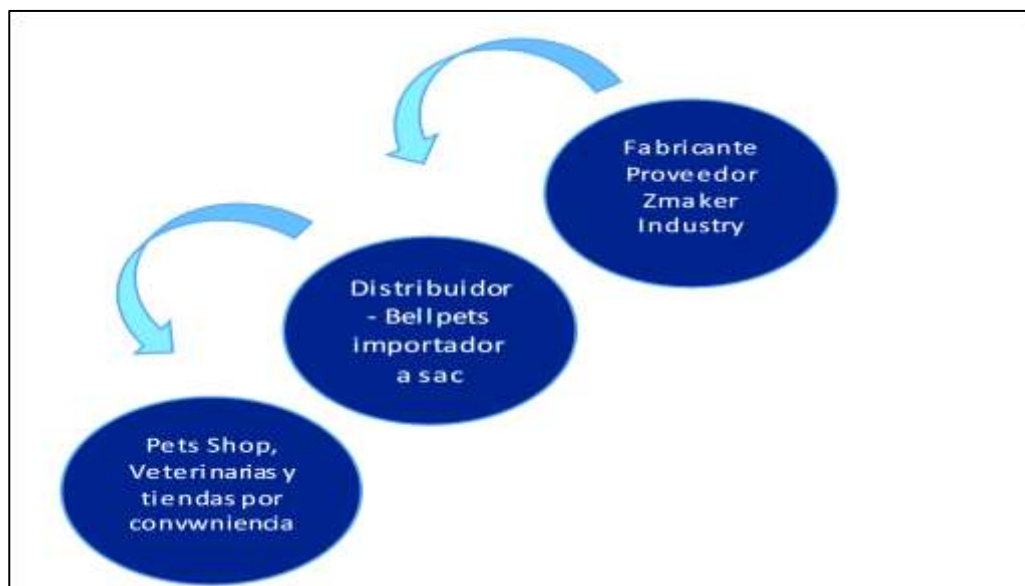 Fabricante
Proveedor
Zmaker
Industry
Distribuidor
- Bellpets
importador
a sac
Pets Shop,
Veterinarias y
tiendas por
convwniencia